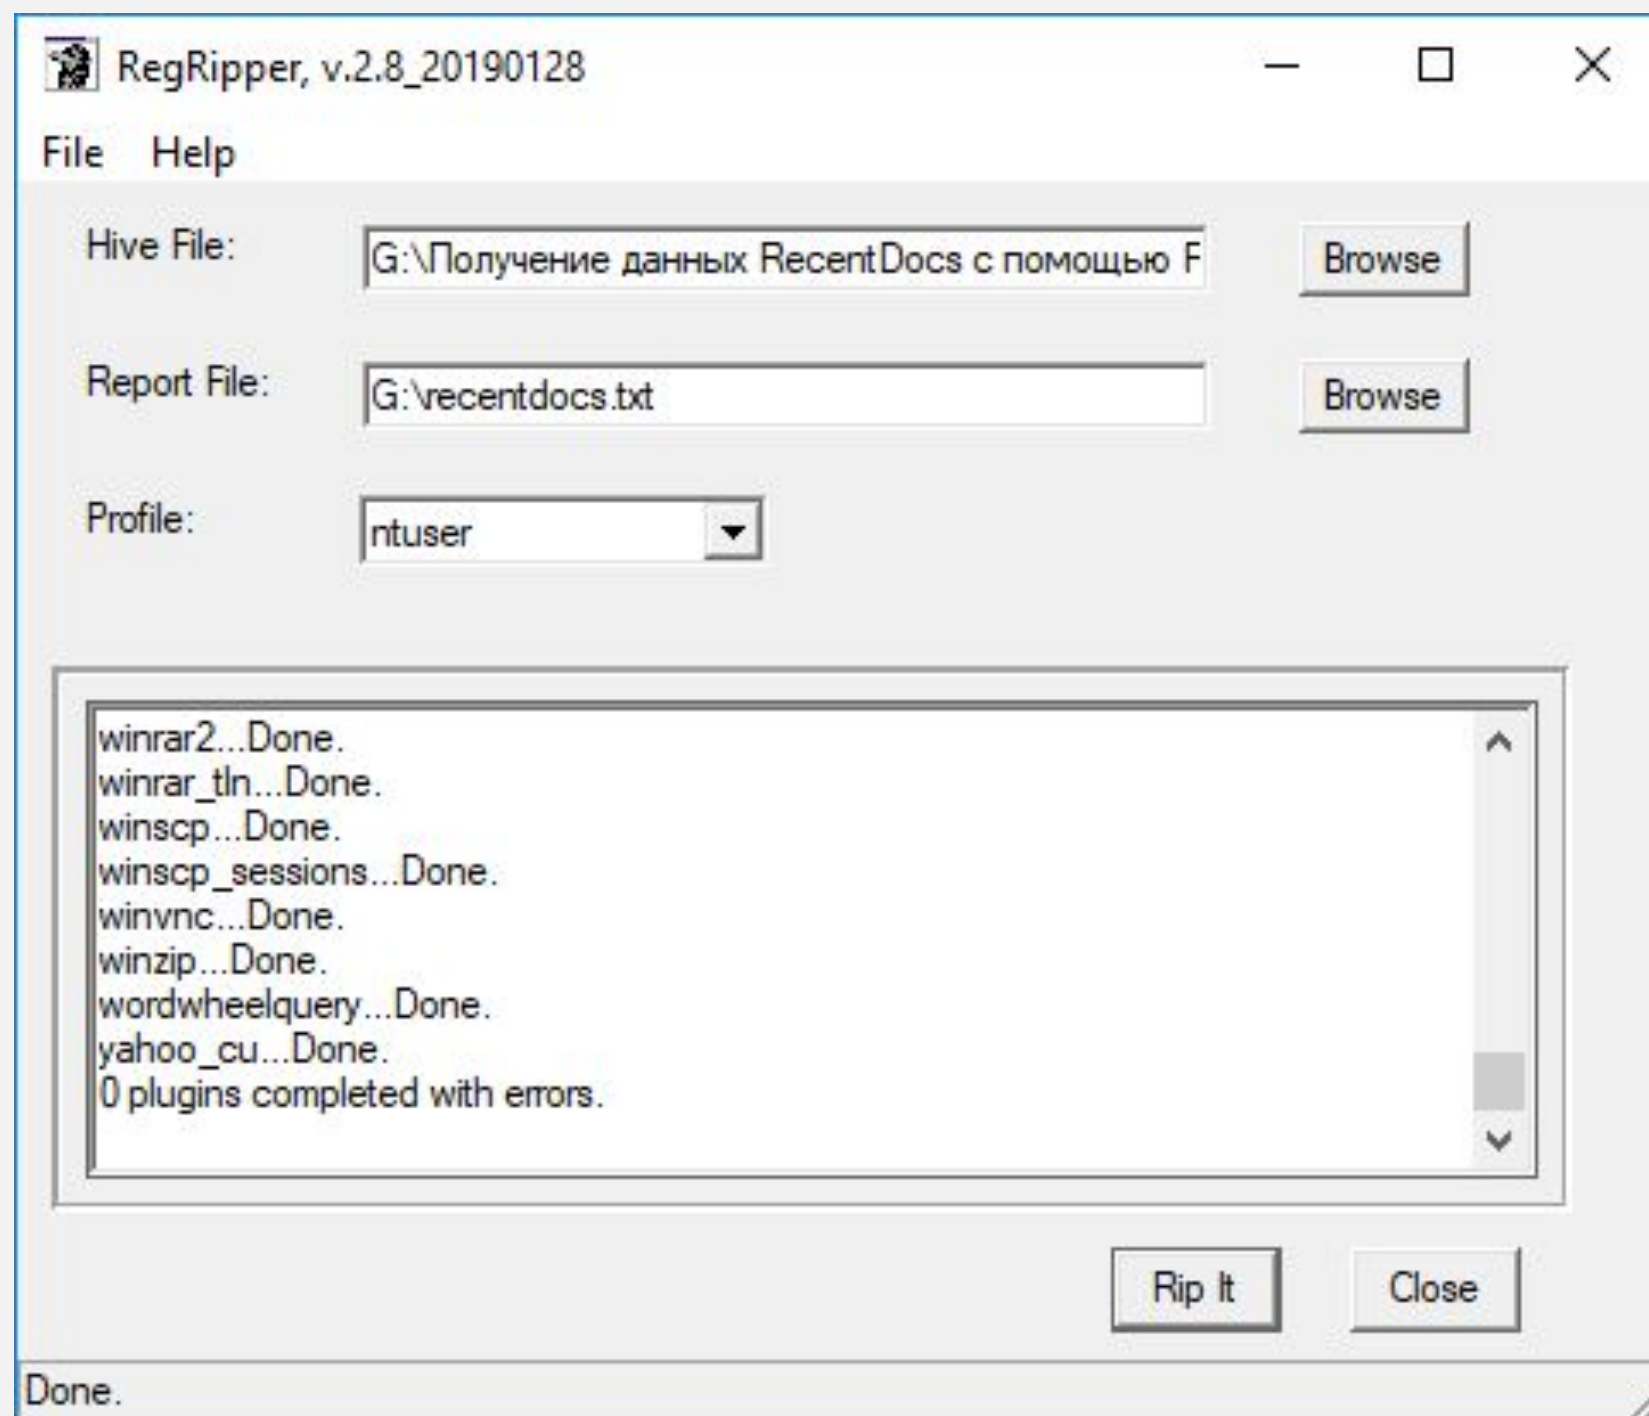 RegRipper, v.2.8_20190128
File Help
Hive File: G:\Получение данных RecentDocs с помощью F Browse
Report File: G:\recentdocs.txt Browse
Profile: ntuser
winrar2...Done.
winrar_tln...Done.
winscp...Done.
winscp_sessions...Done.
winvnc...Done.
winzip...Done.
wordwheelquery...Done.
yahoo_cu...Done.
0 plugins completed with errors.
Rip It Close
Done.